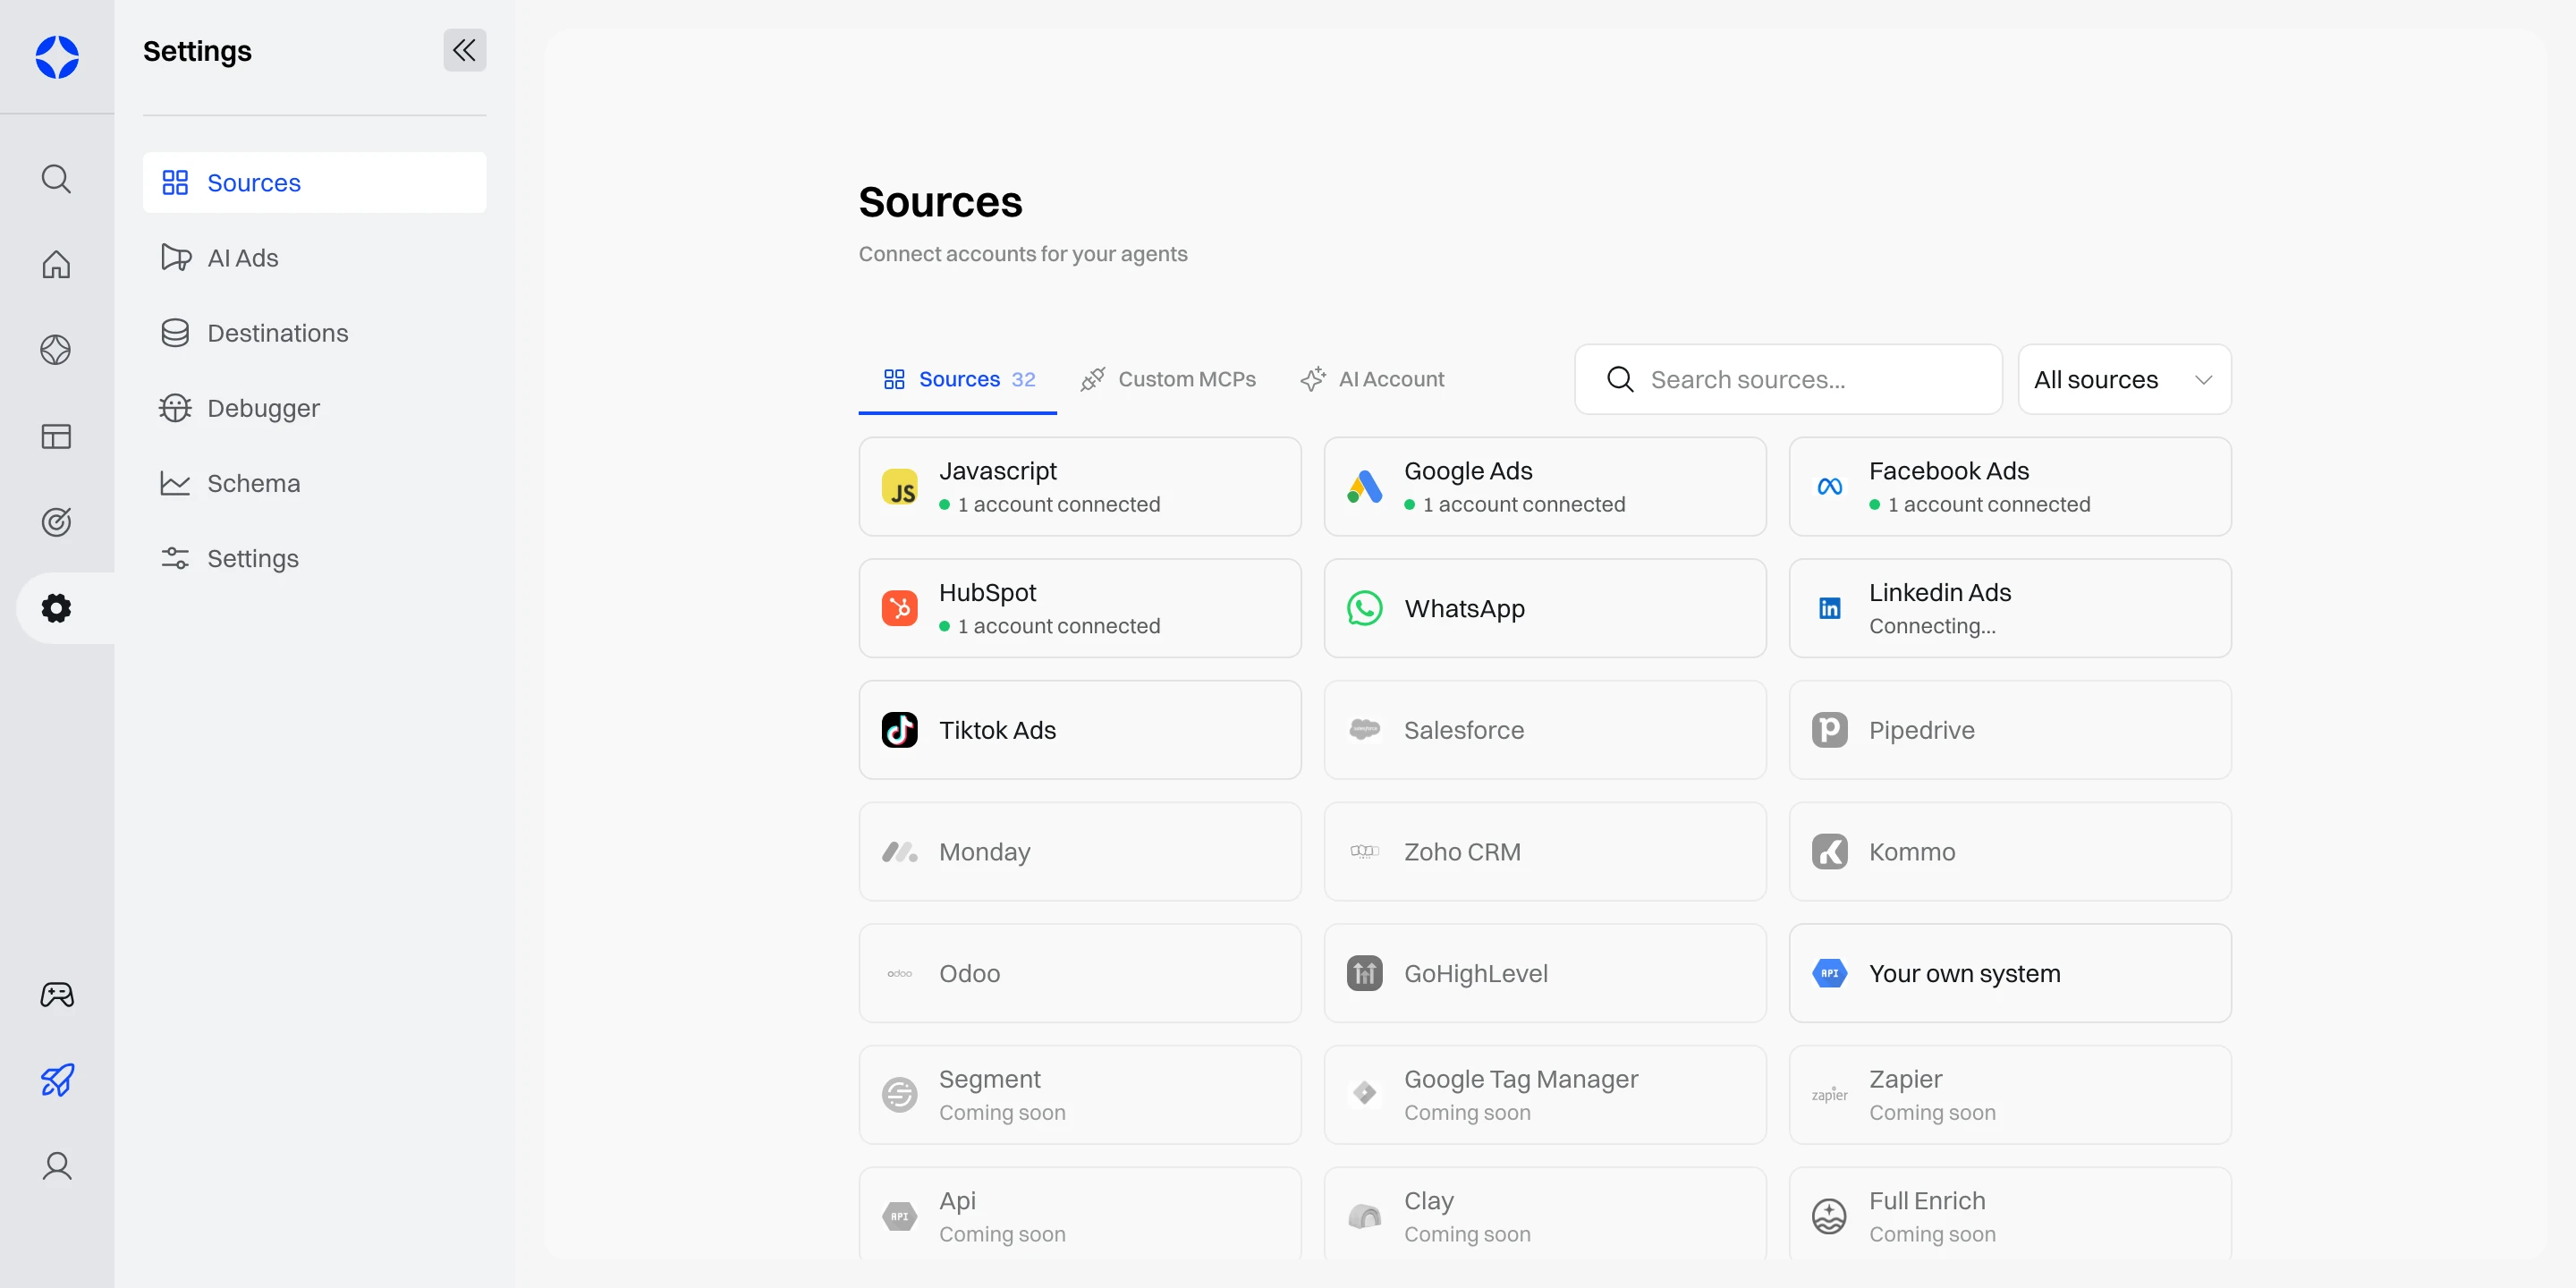 Settings
Sources
AI Ads
Destinations
Debugger
Schema
Settings
Sources
Connect accounts for your agents
Sources 32
Custom MCPs
AI Account
Search sources...
All sources
JS
Javascript
1 account connected
Google Ads
1 account connected
Facebook Ads
1 account connected
HubSpot
1 account connected
WhatsApp
in
Linkedin Ads
Connecting...
Tiktok Ads
Salesforce
Pipedrive
Monday
Zoho CRM
Kommo
odoo
Odoo
GoHighLevel
API
Your own system
Segment
Coming soon
Google Tag Manager
Coming soon
zapier
Zapier
Coming soon
API
Api
Coming soon
Clay
Coming soon
Full Enrich
Coming soon